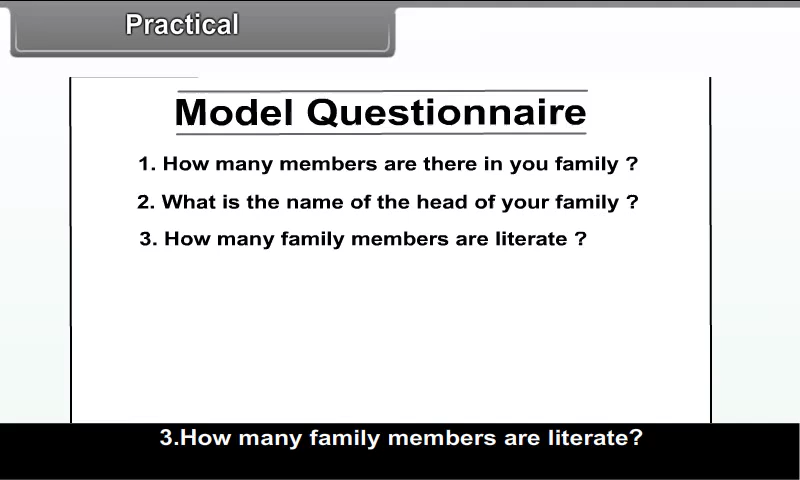 Practical
Model Questionnaire
1. How many members are there in you family ?
2. What is the name of the head of your family ?
3. How many family members are literate ?
3.How many family members are literate?